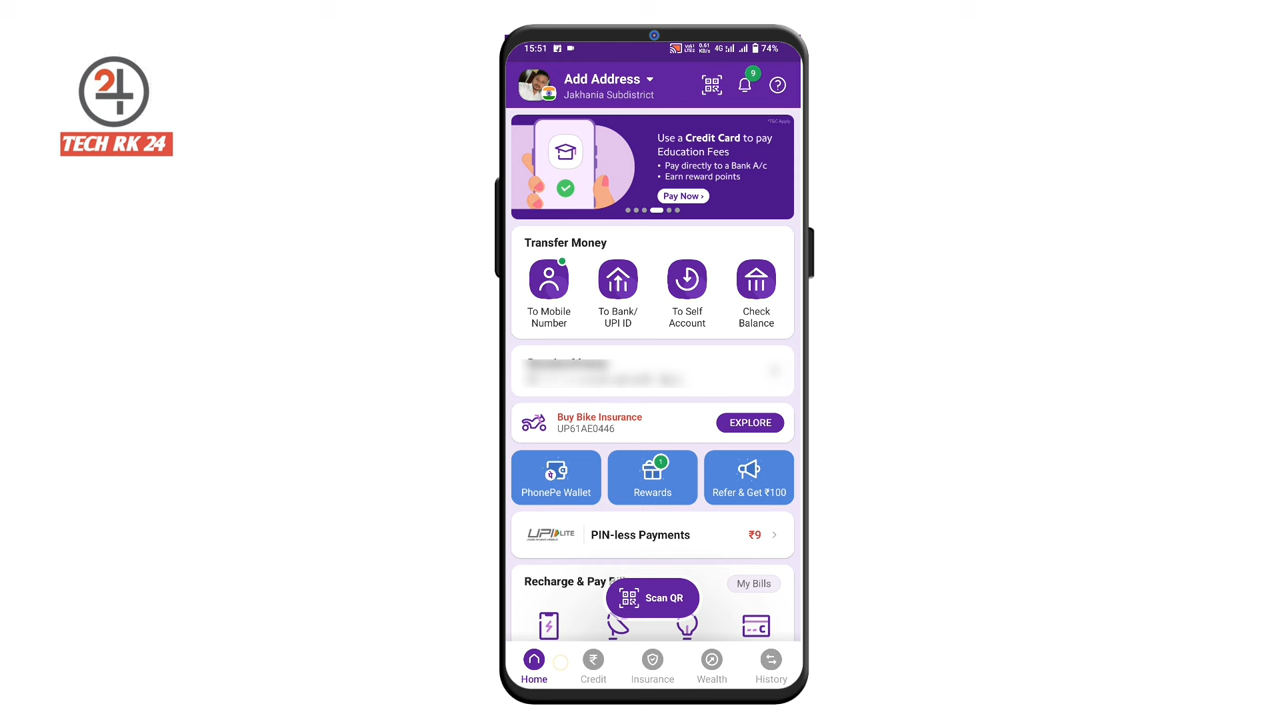 24
TECH RK 24
15:51
4G
74%
Add Address
Jakhania Subdistrict
9
*T&C Apply
Use a Credit Card to pay
Education Fees
• Pay directly to a Bank A/c
• Earn reward points
Pay Now ›
Transfer Money
To Mobile
Number
To Bank/
UPI ID
To Self
Account
Check
Balance
Buy Bike Insurance
UP61AE0446
EXPLORE
PhonePe Wallet
1
Rewards
Refer & Get ₹100
UPI LITE
PIN-less Payments
₹9
Recharge & Pay
My Bills
Scan QR
Home
Credit
Insurance
Wealth
History